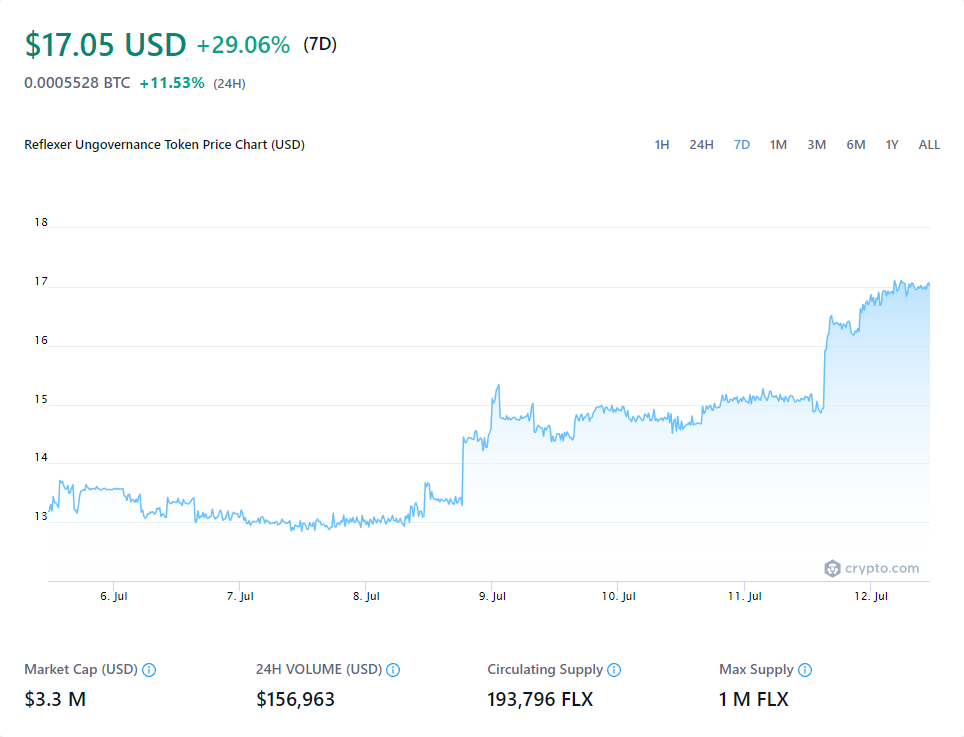 $17.05 USD +29.06% (7D)
0.0005528 BTC +11.53% (24H)
Reflexer Ungovernance Token Price Chart (USD)
1H 24H 7D 1M 3M 6M 1Y ALL
18
17
16
15
14
13
crypto.com
6. Jul 7. Jul 8. Jul 9. Jul 10. Jul 11. Jul 12. Jul
Market Cap (USD) 24H VOLUME (USD) Circulating Supply Max Supply
$3.3 M $156,963 193,796 FLX 1 M FLX